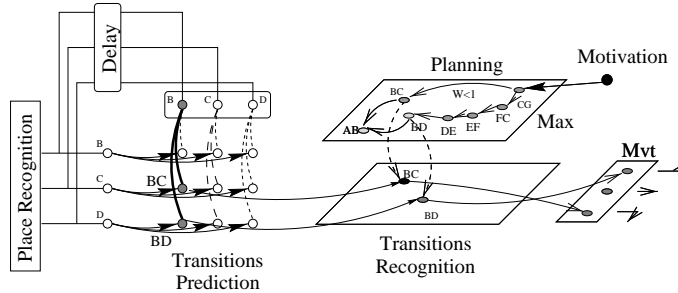 Place Recognition
Delay
B
C
D
B
C
D
BC
BD
Transitions
Prediction
Planning
Motivation
BC
W<1
CG
FC
EF
DE
BD
AB
Max
BC
BD
Transitions
Recognition
Mvt